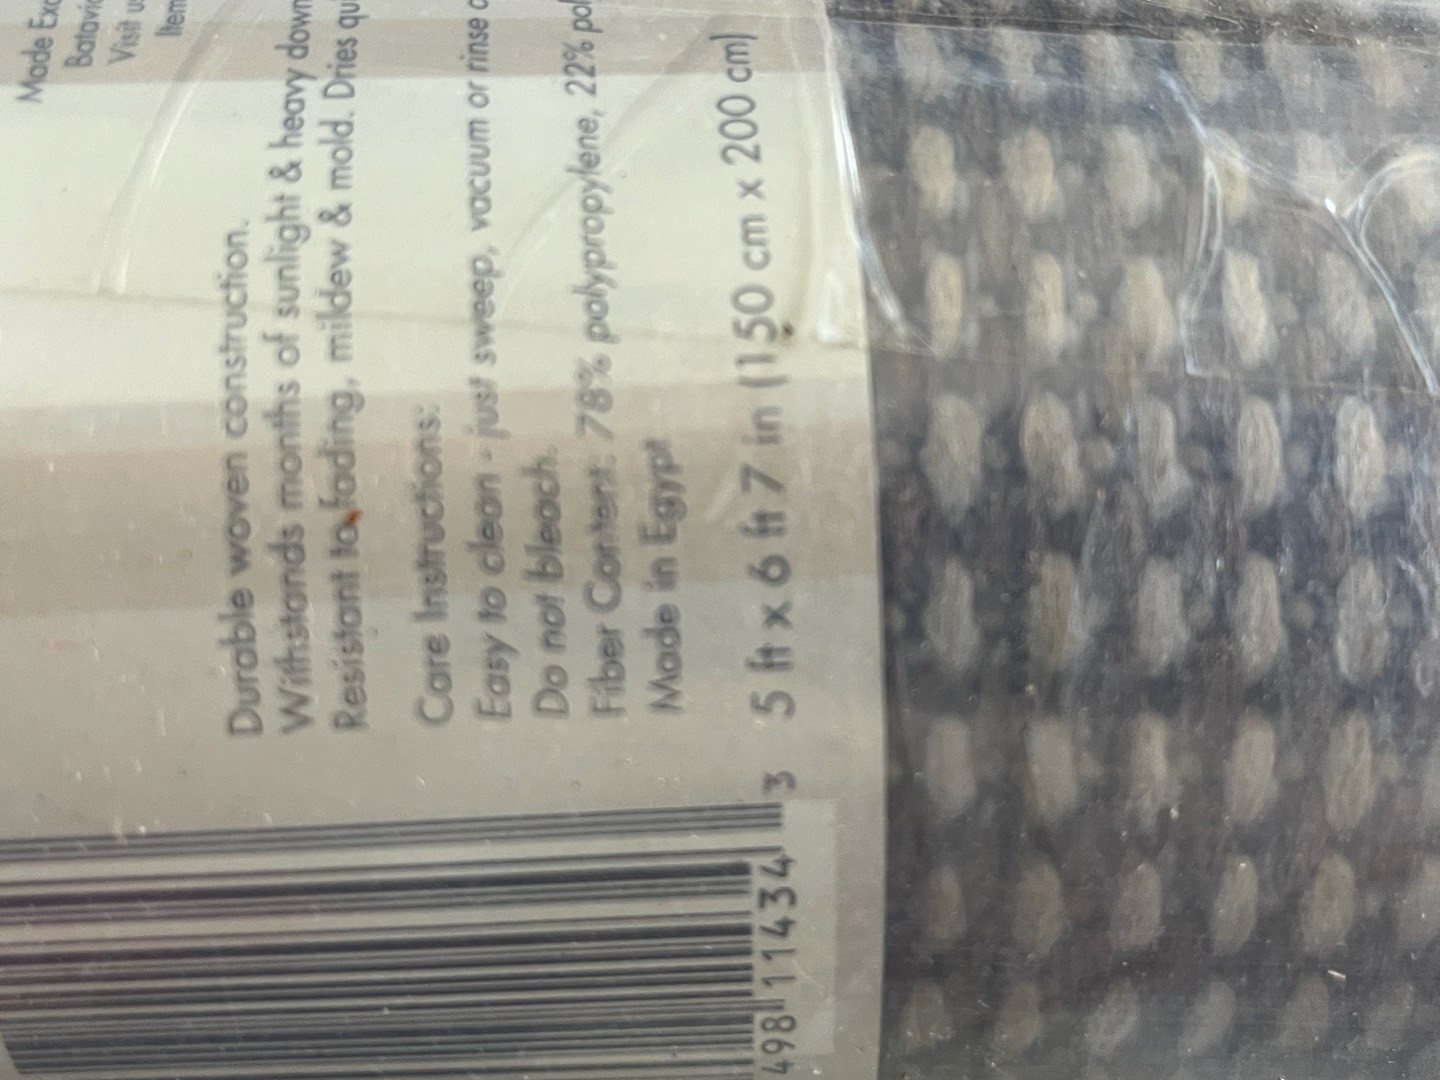 Made Exc
Batavi
Visit u
Item
Durable woven construction.
Withstands months of sunlight & heavy down
Resistant to fading, mildew & mold. Dries qui
Care Instructions:
Easy to clean - just sweep, vacuum or rinse o
Do not bleach.
Fiber Content: 78% polypropylene, 22% pol
Made in Egypt
5 ft x 6 ft 7 in (150 cm x 200 cm)
498 11434 3